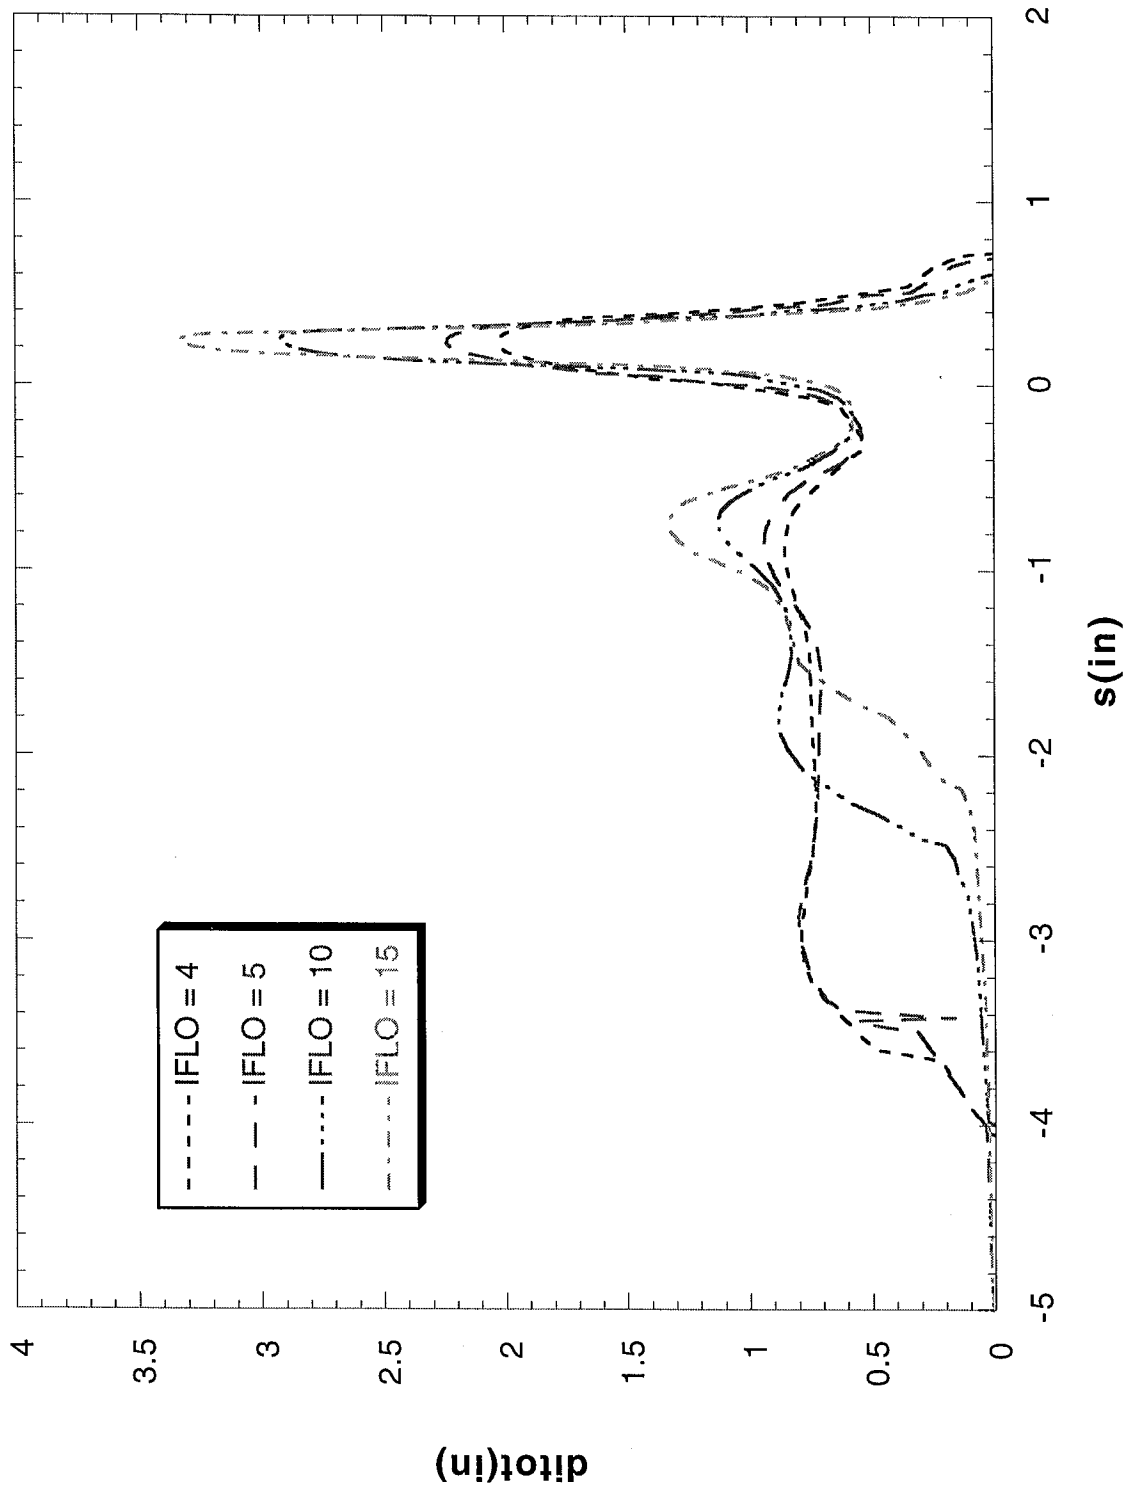 ditot(in)
4
3.5
3
2.5
2
1.5
1
0.5
0
IFLO = 4
IFLO = 5
IFLO = 10
IFLO = 15
-5
-4
-3
-2
-1
0
1
2
s(in)